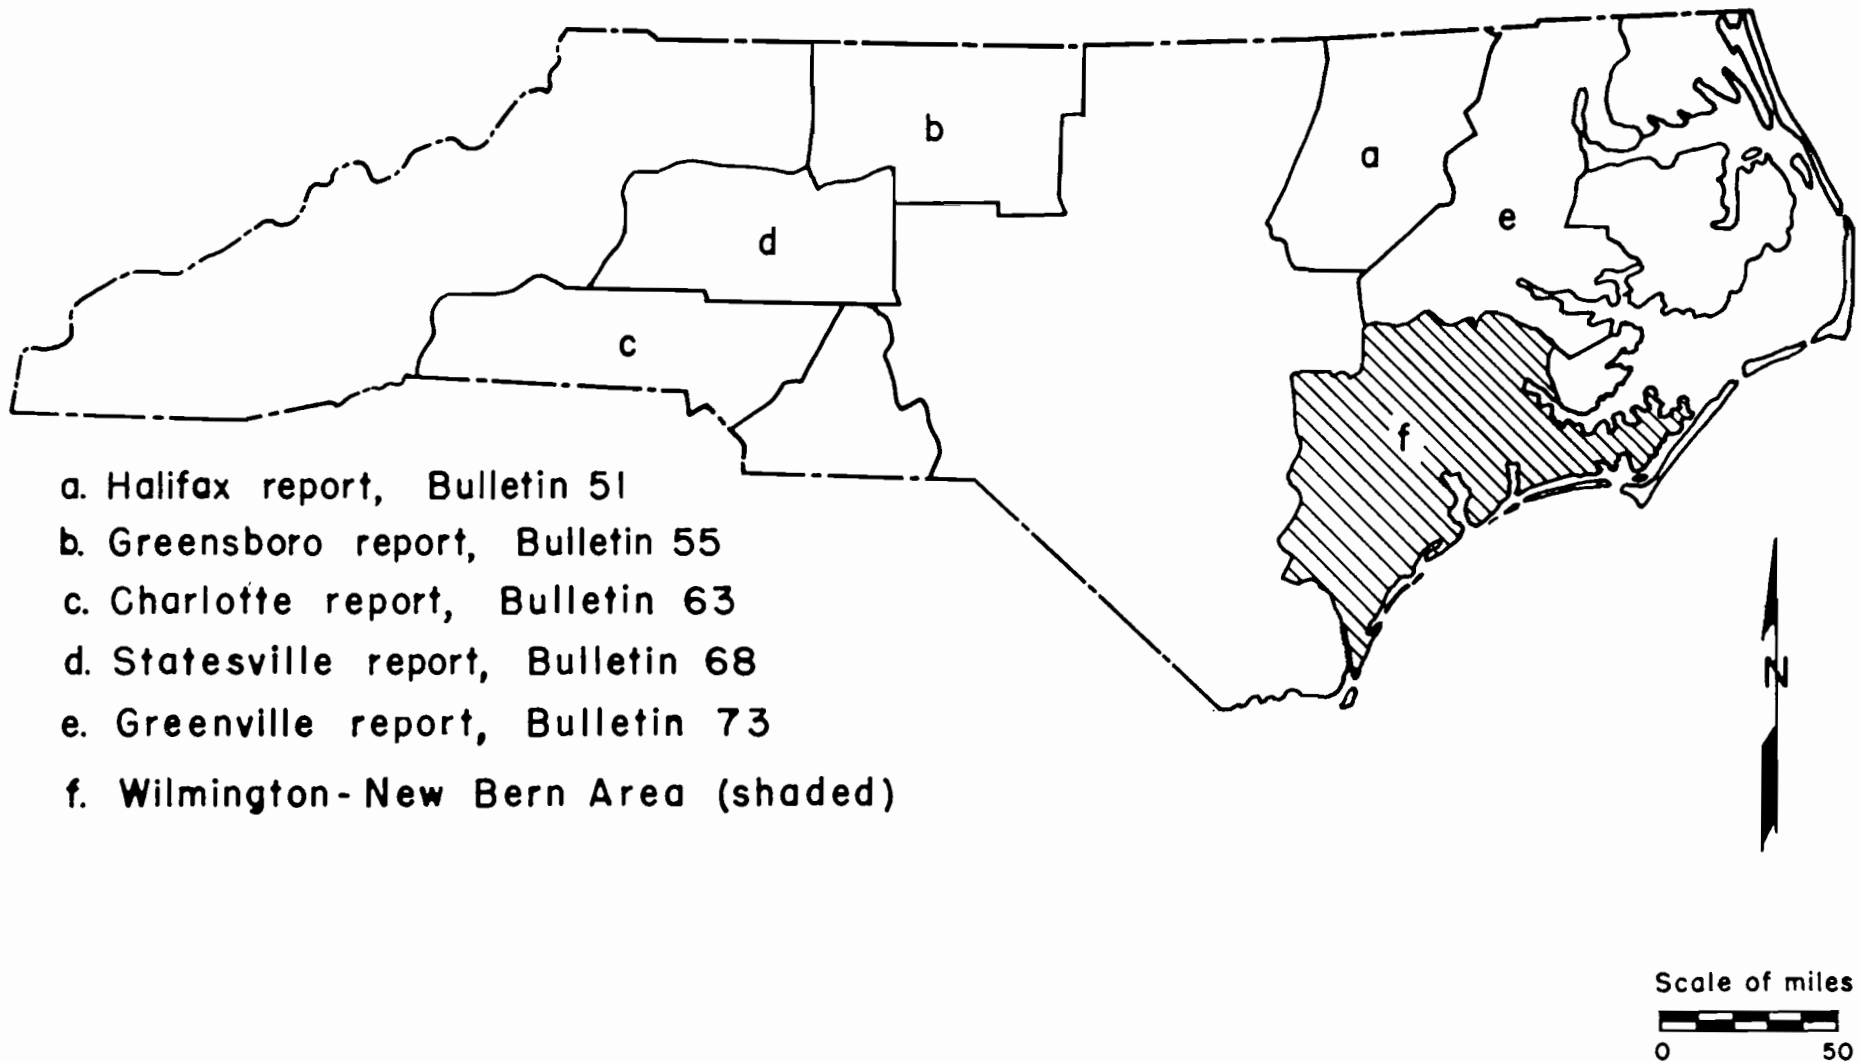 b
a
e
d
c
f
a. Halifax report, Bulletin 51
b. Greensboro report, Bulletin 55
c. Charlotte report, Bulletin 63
d. Statesville report, Bulletin 68
e. Greenville report, Bulletin 73
f. Wilmington-New Bern Area (shaded)
N
Scale of miles
0 50